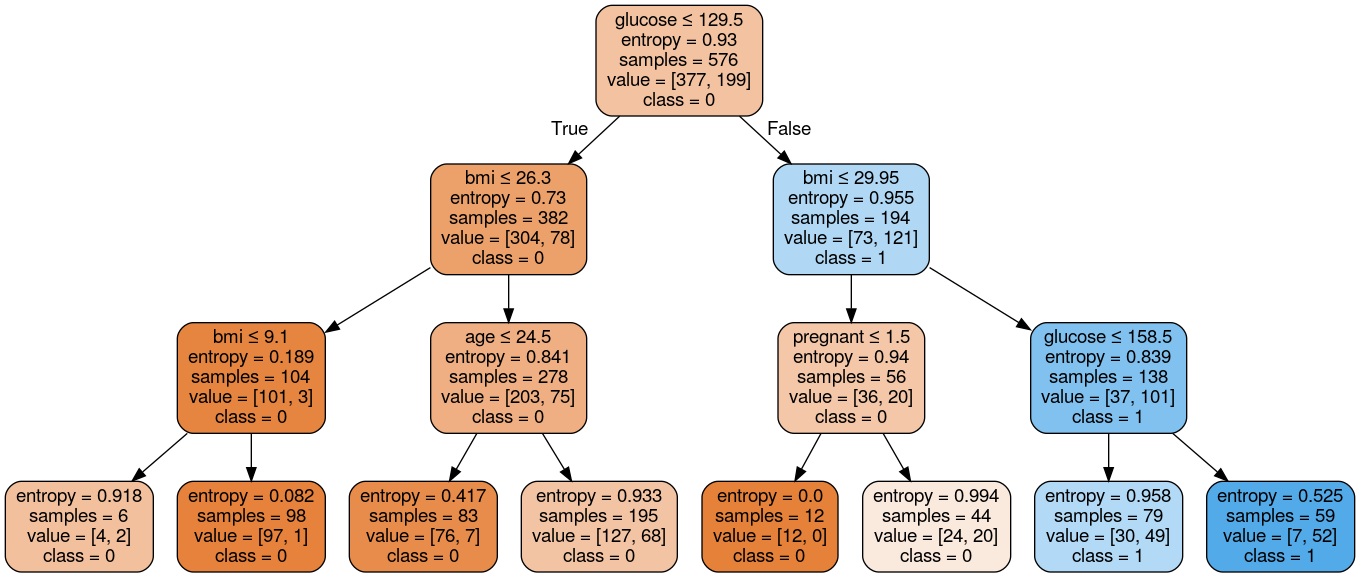 glucose ≤ 129.5
entropy = 0.93
samples = 576
value = [377, 199]
class = 0
True
False
bmi ≤ 26.3
entropy = 0.73
samples = 382
value = [304, 78]
class = 0
bmi ≤ 29.95
entropy = 0.955
samples = 194
value = [73, 121]
class = 1
bmi ≤ 9.1
entropy = 0.189
samples = 104
value = [101, 3]
class = 0
age ≤ 24.5
entropy = 0.841
samples = 278
value = [203, 75]
class = 0
pregnant ≤ 1.5
entropy = 0.94
samples = 56
value = [36, 20]
class = 0
glucose ≤ 158.5
entropy = 0.839
samples = 138
value = [37, 101]
class = 1
entropy = 0.918
samples = 6
value = [4, 2]
class = 0
entropy = 0.082
samples = 98
value = [97, 1]
class = 0
entropy = 0.417
samples = 83
value = [76, 7]
class = 0
entropy = 0.933
samples = 195
value = [127, 68]
class = 0
entropy = 0.0
samples = 12
value = [12, 0]
class = 0
entropy = 0.994
samples = 44
value = [24, 20]
class = 0
entropy = 0.958
samples = 79
value = [30, 49]
class = 1
entropy = 0.525
samples = 59
value = [7, 52]
class = 1